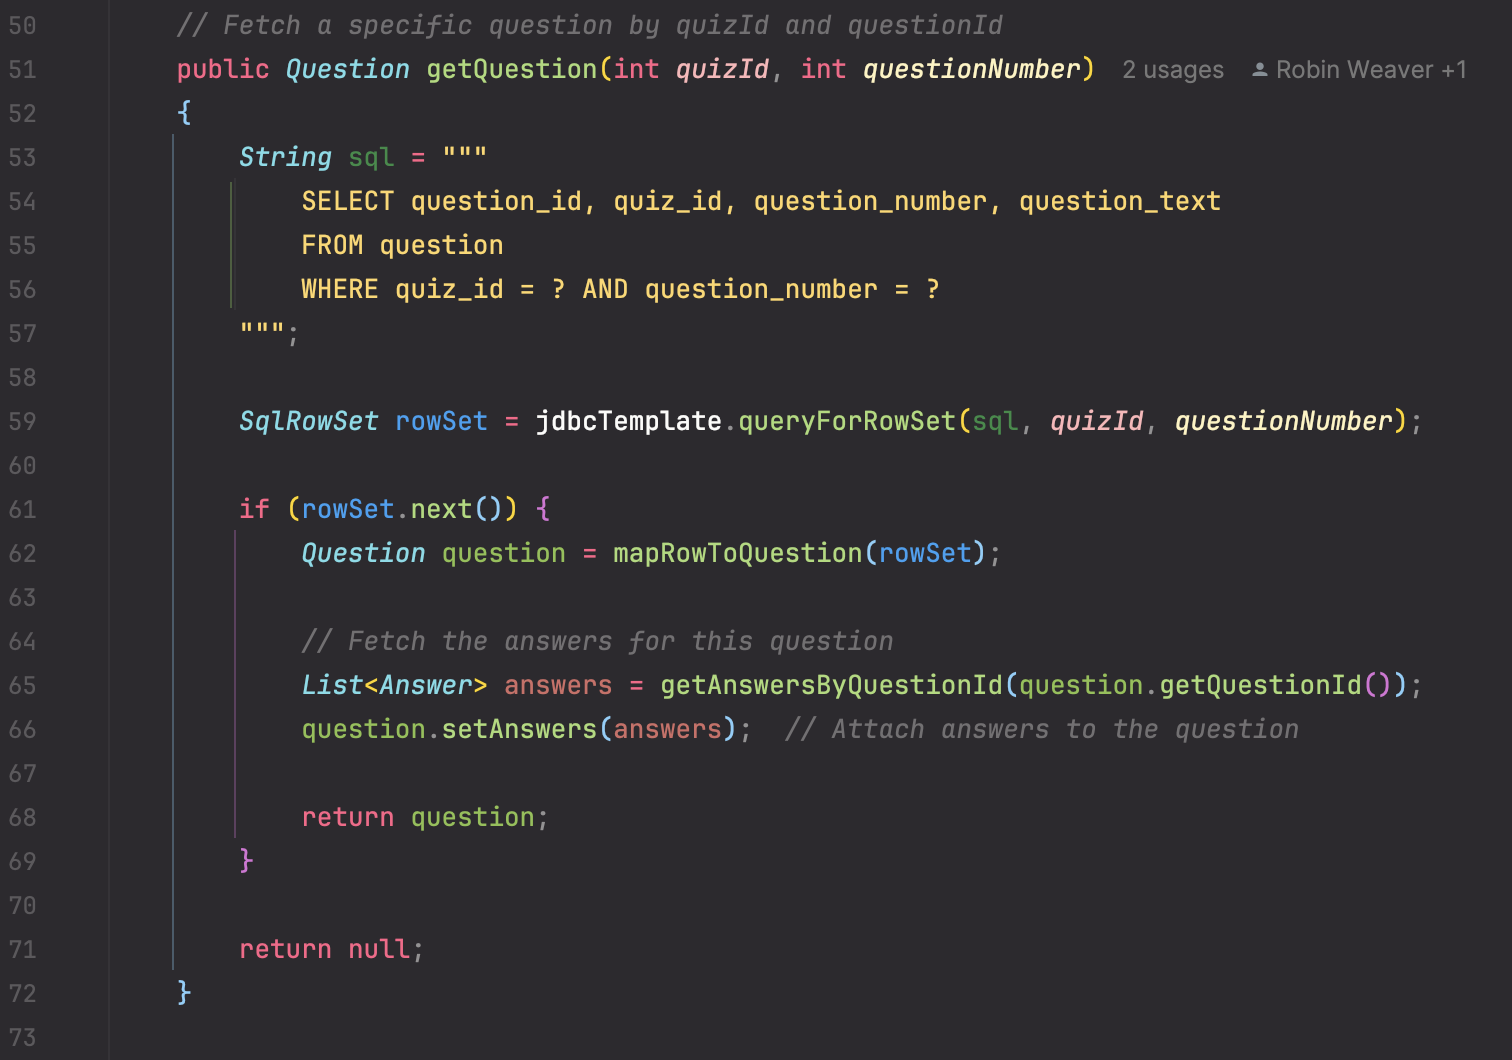 50 // Fetch a specific question by quizId and questionId
51 public Question getQuestion(int quizId, int questionNumber) 2 usages Robin Weaver +1
52 {
53 String sql = """
54 SELECT question_id, quiz_id, question_number, question_text
55 FROM question
56 WHERE quiz_id = ? AND question_number = ?
57 """;
58
59 SqlRowSet rowSet = jdbcTemplate.queryForRowSet(sql, quizId, questionNumber);
60
61 if (rowSet.next()) {
62 Question question = mapRowToQuestion(rowSet);
63
64 // Fetch the answers for this question
65 List<Answer> answers = getAnswersByQuestionId(question.getQuestionId());
66 question.setAnswers(answers); // Attach answers to the question
67
68 return question;
69 }
70
71 return null;
72 }
73